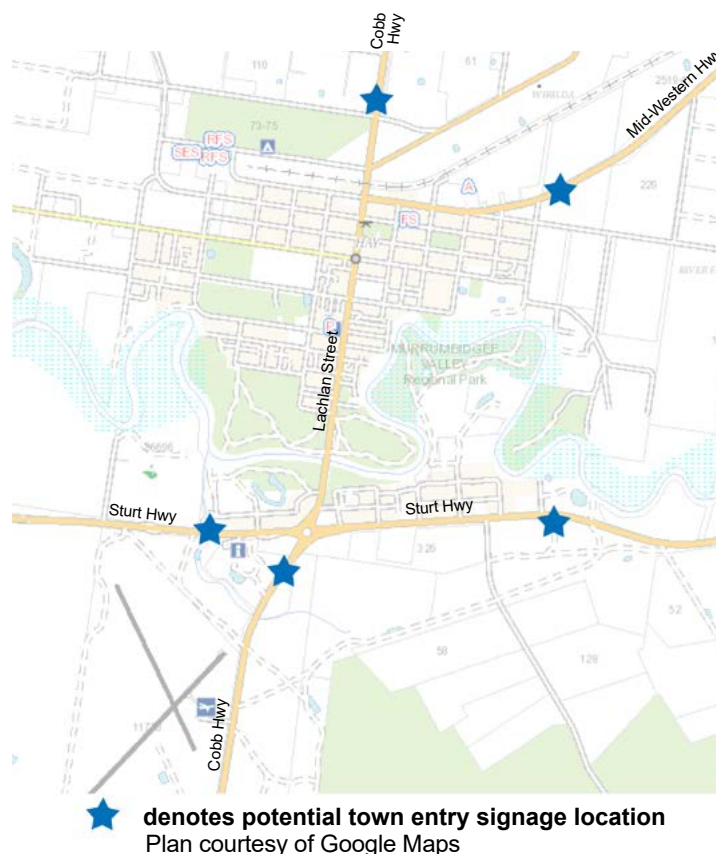 Cobb
Hwy
110
61
2519
WIRILDA
Mid-Western Hwy
73-75
RFS
SES
RFS
A
226
FS
HAY
P
MURRUMBIDGEE
VALLEY
Regional Park
Lachlan Street
Sturt Hwy
Sturt Hwy
i
326
52
58
128
Cobb Hwy
denotes potential town entry signage location
Plan courtesy of Google Maps